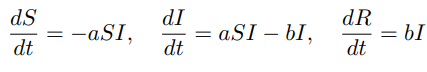 dS/dt = −aSI, dI/dt = aSI − bI, dR/dt = bI